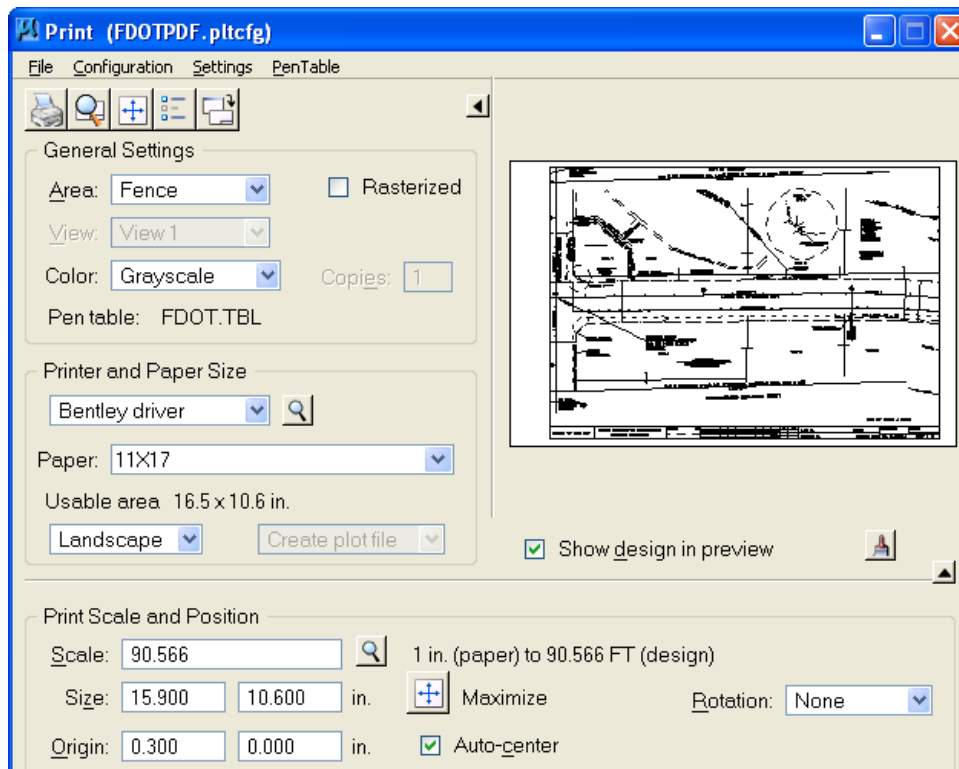 Print (FDOTPDF.pltcfg)
File Configuration Settings PenTable
General Settings
Area: Fence Rasterized
View: View 1
Color: Grayscale Copies: 1
Pen table: FDOT.TBL
Printer and Paper Size
Bentley driver
Paper: 11X17
Usable area 16.5 x 10.6 in.
Landscape Create plot file
Show design in preview
Print Scale and Position
Scale: 90.566 1 in. (paper) to 90.566 FT (design)
Size: 15.900 10.600 in. Maximize Rotation: None
Origin: 0.300 0.000 in. Auto-center